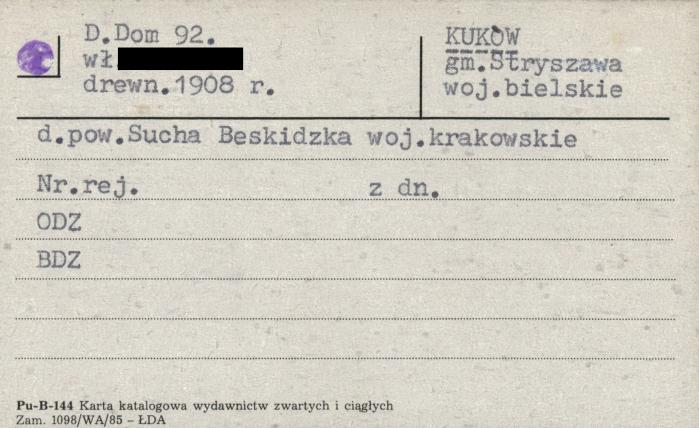 D.Dom 92.
wł
drewn.1908 r.
KUKÓW
gm.Stryszawa
woj.bielskie
d.pow.Sucha Beskidzka woj.krakowskie
Nr.rej. z dn.
ODZ
BDZ
Pu-B-144 Karta katalogowa wydawnictw zwartych i ciągłych
Zam. 1098/WA/85 – ŁDA